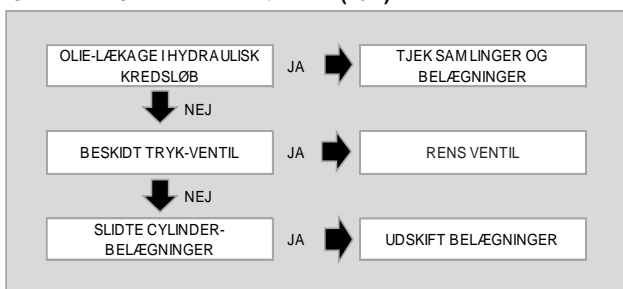 OLIE-LÆKAGE I HYDRAULISK
KREDSLØB
JA
TJEK SAMLINGER OG
BELÆGNINGER
NEJ
BESKIDT TRYK-VENTIL
JA
RENS VENTIL
NEJ
SLIDTE CYLINDER-
BELÆGNINGER
JA
UDSKIFT BELÆGNINGER